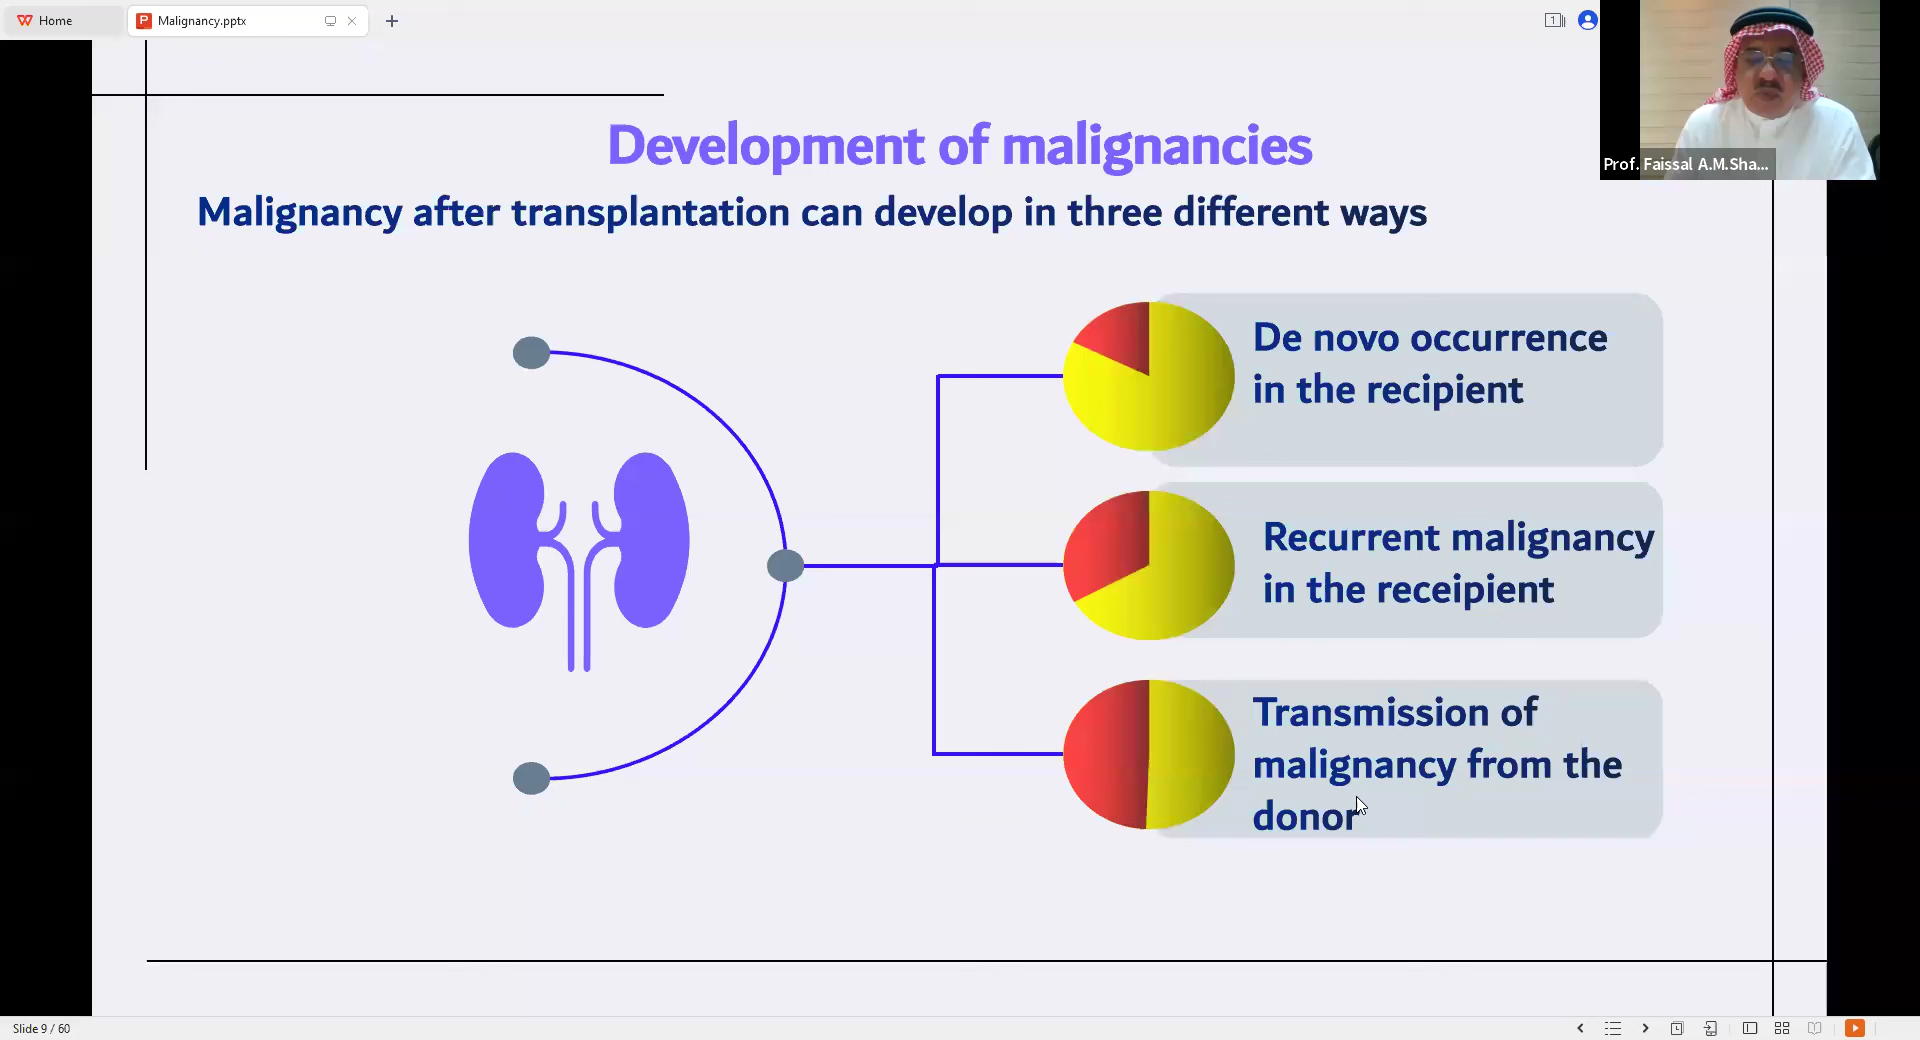 Home
Malignancy.pptx
1
Prof. Faissal A.M.Sha...
Development of malignancies
Malignancy after transplantation can develop in three different ways
De novo occurrence
in the recipient
Recurrent malignancy
in the receipient
Transmission of
malignancy from the
donor
Slide 9 / 60